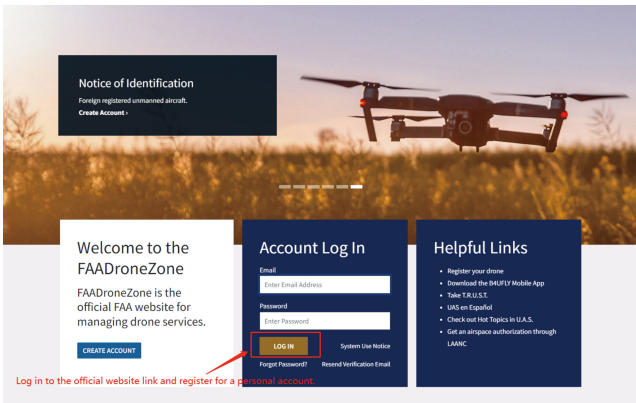 Notice of Identification
Foreign registered unmanned aircraft.
Create Account ›
Welcome to the
FAADroneZone
FAADroneZone is the
official FAA website for
managing drone services.
CREATE ACCOUNT
Account Log In
Email
Enter Email Address
Password
Enter Password
LOG IN
System Use Notice
Forgot Password?
Resend Verification Email
Helpful Links
• Register your drone
• Download the B4UFLY Mobile App
• Take T.R.U.S.T.
• UAS en Español
• Check out Hot Topics in U.A.S.
• Get an airspace authorization through
LAANC
Log in to the official website link and register for a personal account.